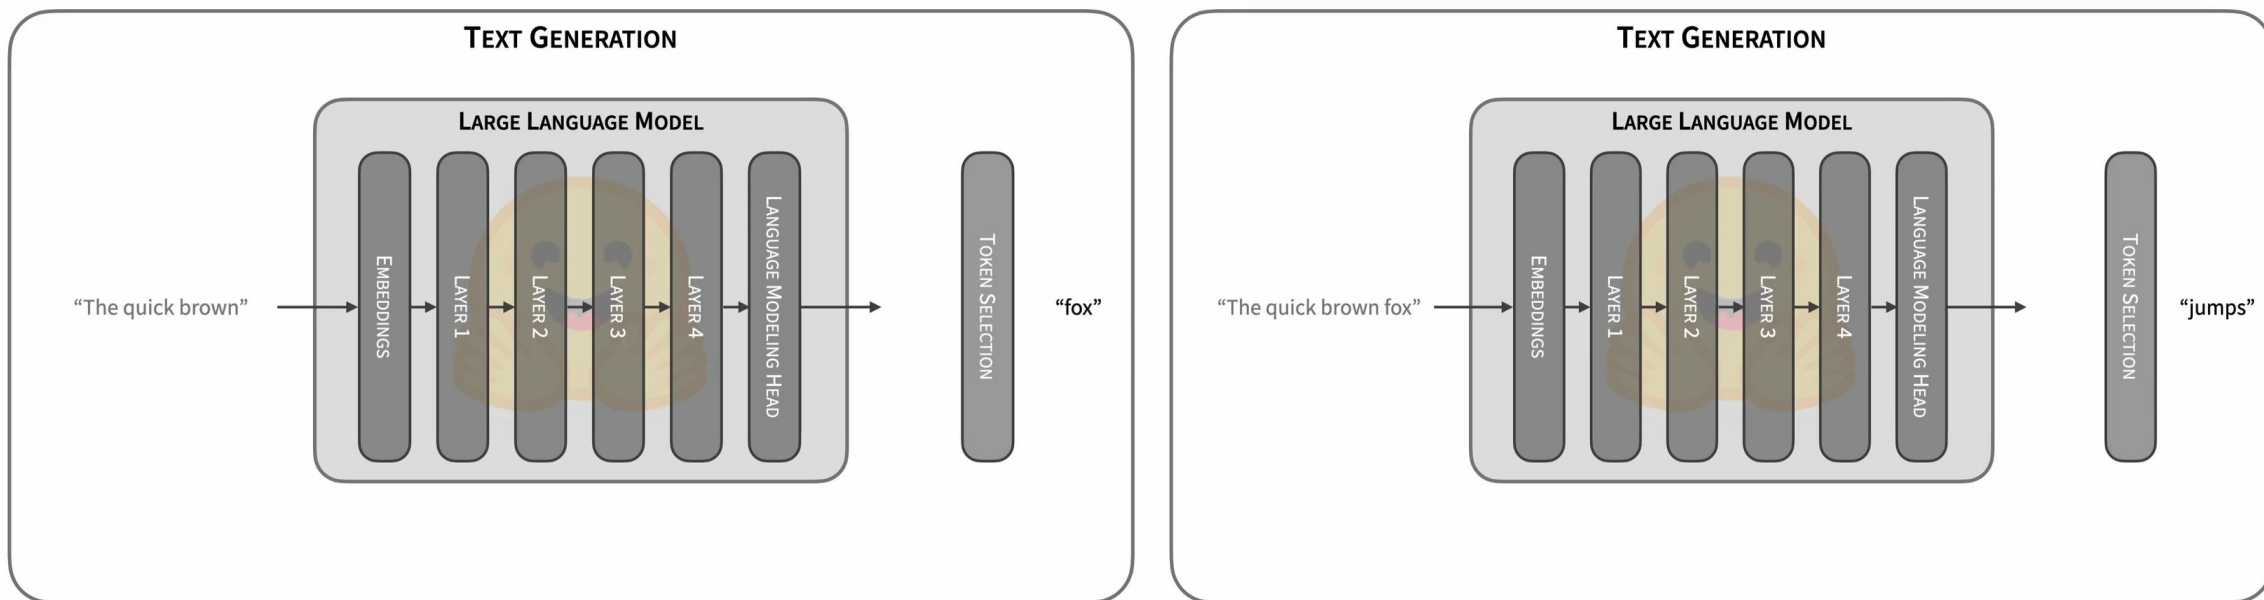 TEXT GENERATION
LARGE LANGUAGE MODEL
“The quick brown”
EMBEDDINGS
LAYER 1
LAYER 2
LAYER 3
LAYER 4
LANGUAGE MODELING HEAD
TOKEN SELECTION
“fox”
TEXT GENERATION
LARGE LANGUAGE MODEL
“The quick brown fox”
EMBEDDINGS
LAYER 1
LAYER 2
LAYER 3
LAYER 4
LANGUAGE MODELING HEAD
TOKEN SELECTION
“jumps”